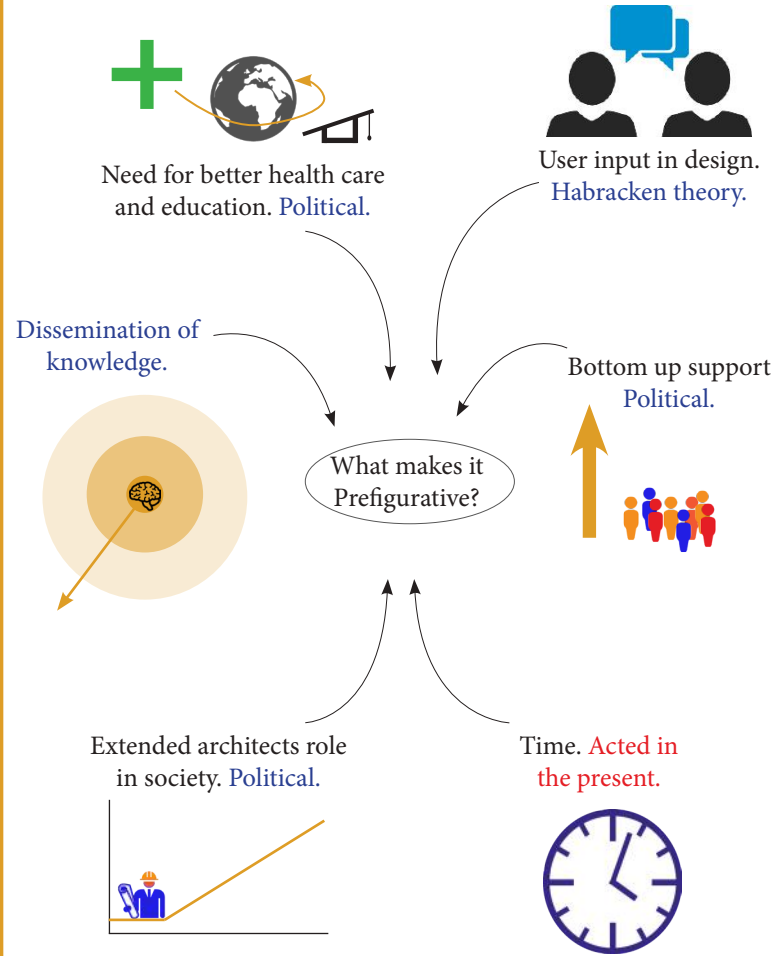 Need for better health care
and education. Political.
User input in design.
Habracken theory.
Dissemination of
knowledge.
Bottom up support
Political.
What makes it
Prefigurative?
Extended architects role
in society. Political.
Time. Acted in
the present.